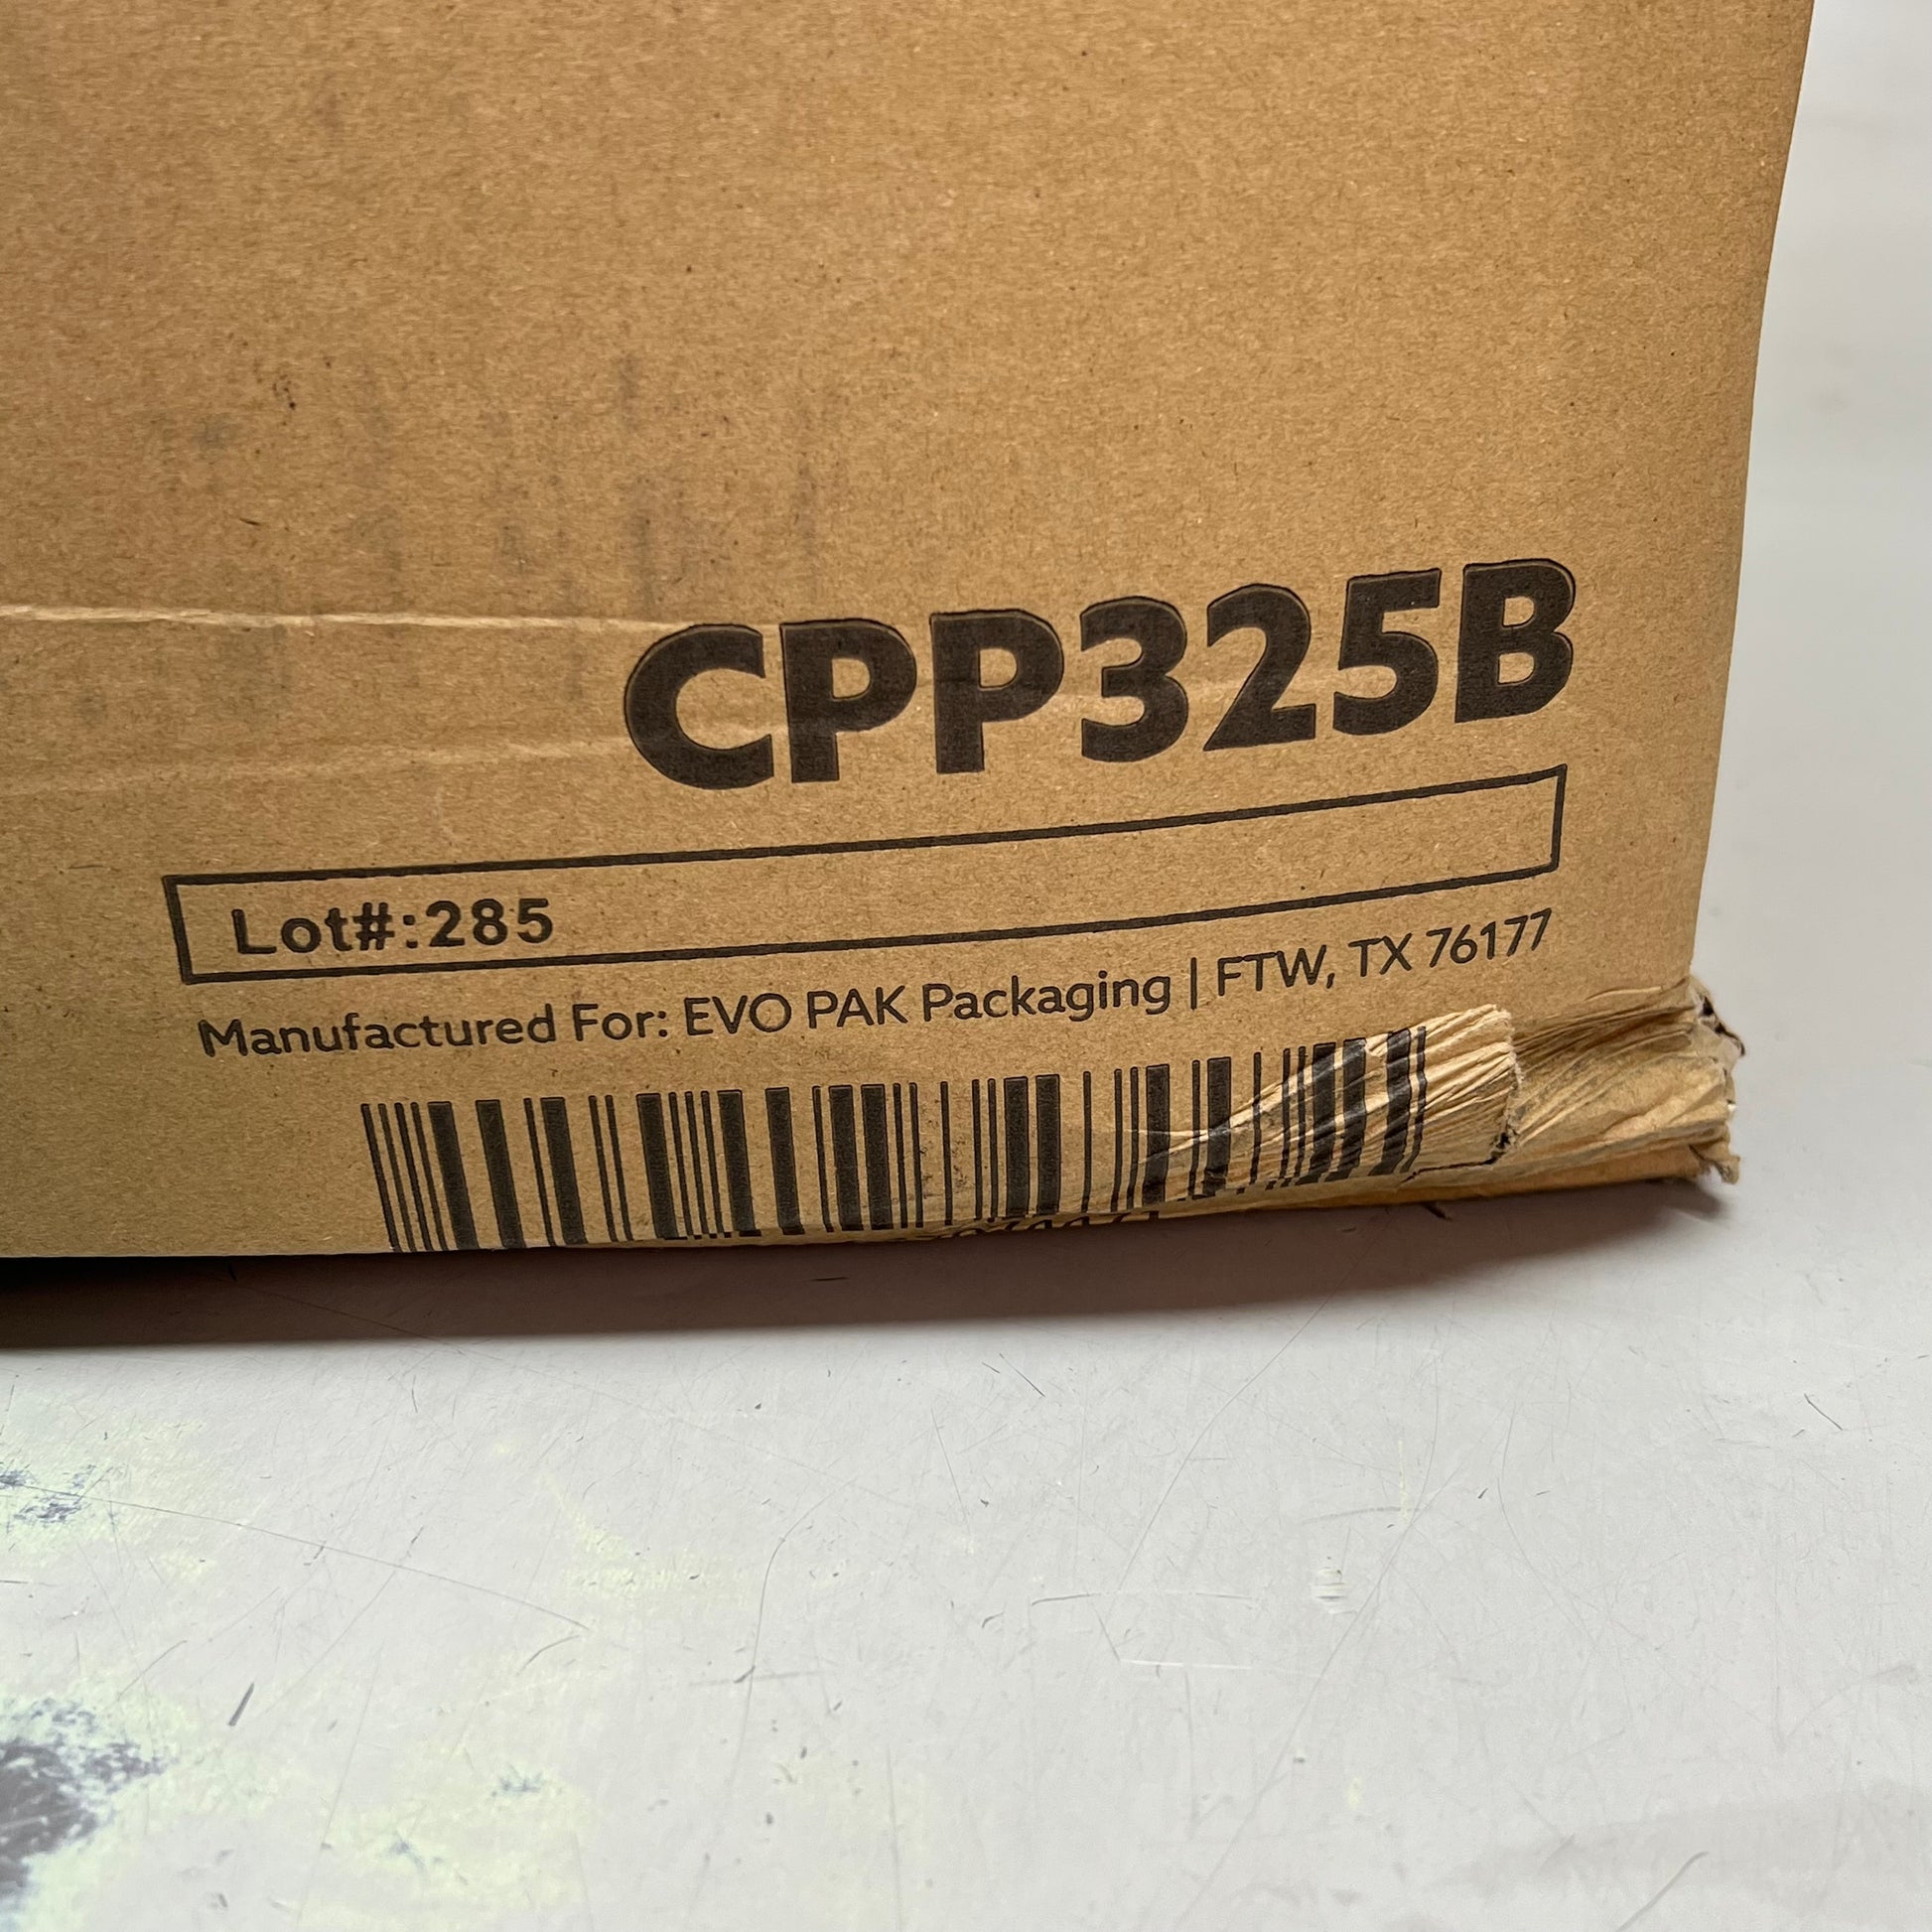 CPP325B
Lot#:285
Manufactured For: EVO PAK Packaging | FTW, TX 76177